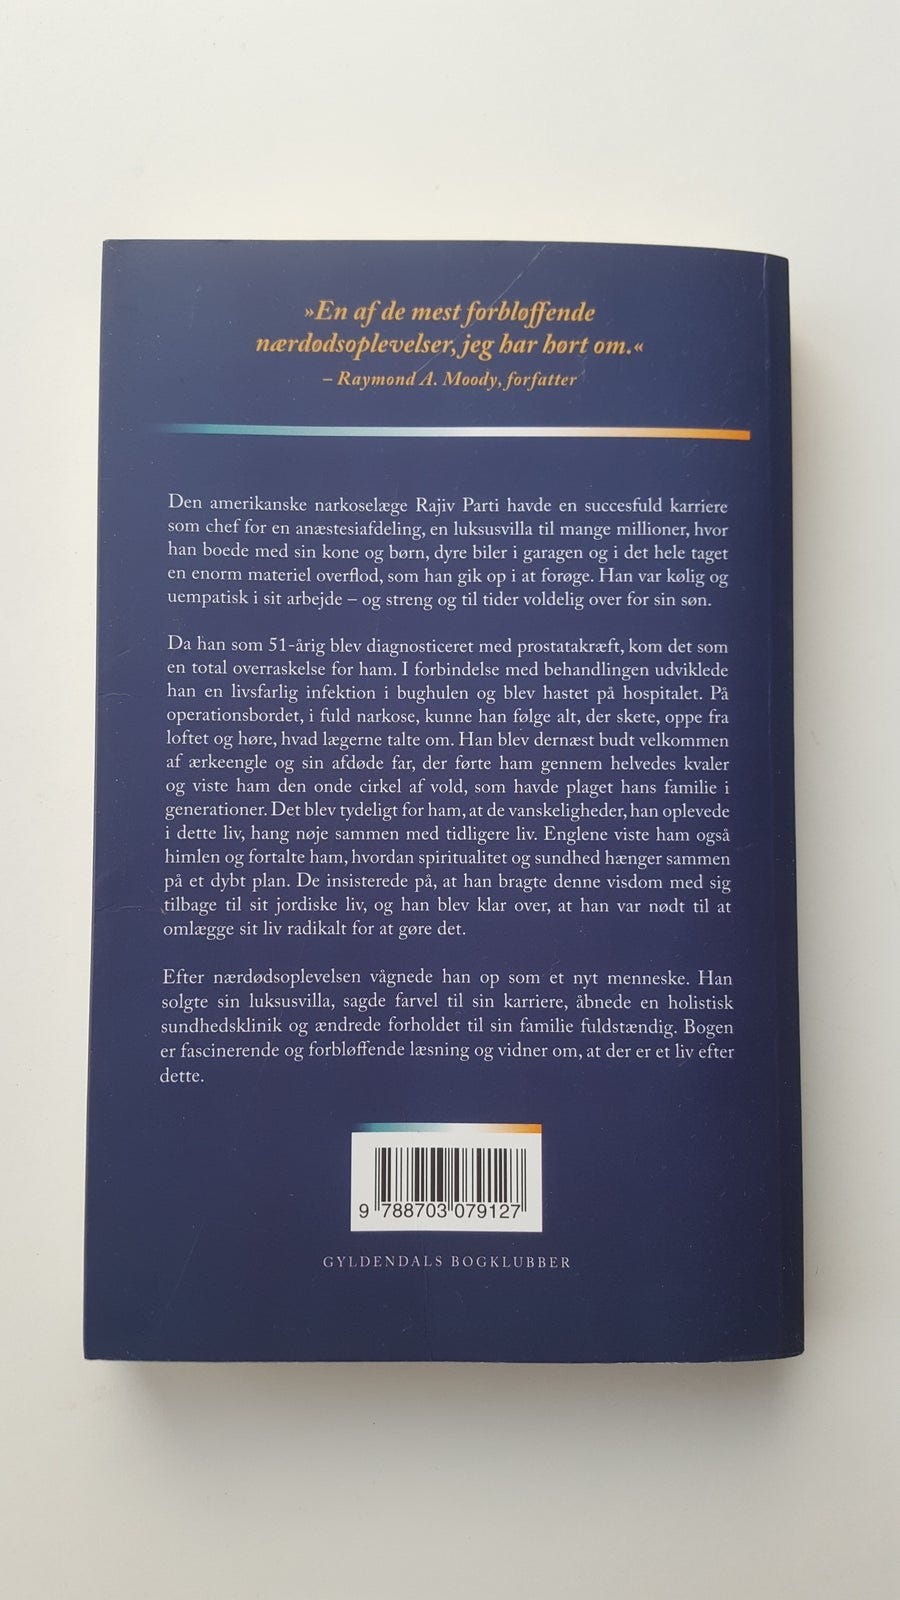 »En af de mest forbløffende
nærdødsoplevelser, jeg har hørt om.«
– Raymond A. Moody, forfatter
Den amerikanske narkoselæge Rajiv Parti havde en succesfuld karriere
som chef for en anæstesiafdeling, en luksusvilla til mange millioner, hvor
han boede med sin kone og børn, dyre biler i garagen og i det hele taget
en enorm materiel overflod, som han gik op i at forøge. Han var kølig og
uempatisk i sit arbejde – og streng og til tider voldelig over for sin søn.
Da han som 51-årig blev diagnosticeret med prostatakræft, kom det som
en total overraskelse for ham. I forbindelse med behandlingen udviklede
han en livsfarlig infektion i bughulen og blev hastet på hospitalet. På
operationsbordet, i fuld narkose, kunne han følge alt, der skete, oppe fra
loftet og høre, hvad lægerne talte om. Han blev dernæst budt velkommen
af ærkeengle og sin afdøde far, der førte ham gennem helvedes kvaler
og viste ham den onde cirkel af vold, som havde plaget hans familie i
generationer. Det blev tydeligt for ham, at de vanskeligheder, han oplevede
i dette liv, hang nøje sammen med tidligere liv. Englene viste ham også
himlen og fortalte ham, hvordan spiritualitet og sundhed hænger sammen
på et dybt plan. De insisterede på, at han bragte denne visdom med sig
tilbage til sit jordiske liv, og han blev klar over, at han var nødt til at
omlægge sit liv radikalt for at gøre det.
Efter nærdødsoplevelsen vågnede han op som et nyt menneske. Han
solgte sin luksusvilla, sagde farvel til sin karriere, åbnede en holistisk
sundhedsklinik og ændrede forholdet til sin familie fuldstændig. Bogen
er fascinerende og forbløffende læsning og vidner om, at der er et liv efter
dette.
9 788703 079127
GYLDENDALS BOGKLUBBER